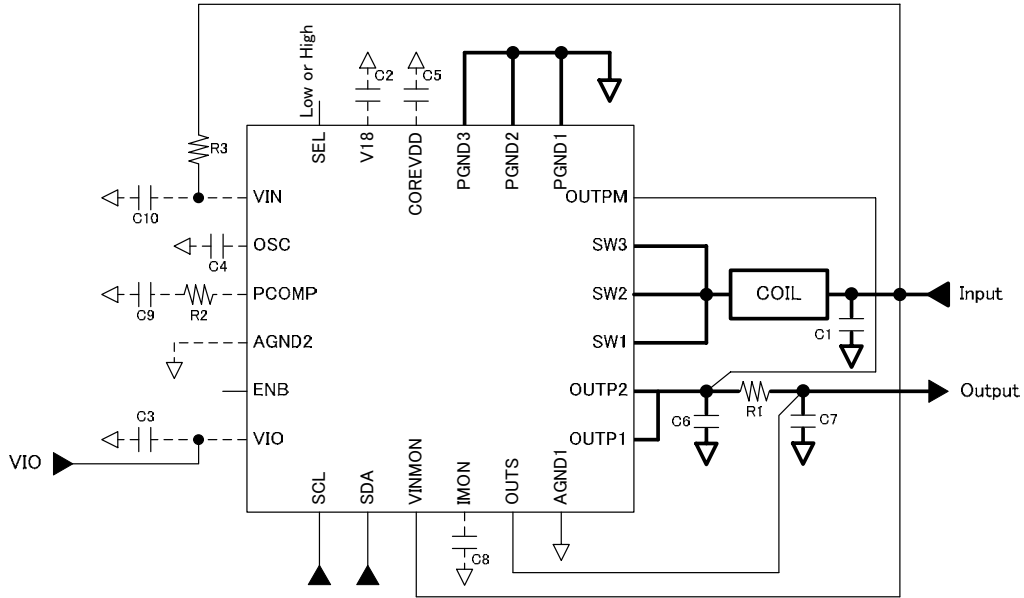 Low or High
C2
C5
R3
SEL
V18
COREVDD
PGND3
PGND2
PGND1
C10
VIN
OUTPM
C4
OSC
SW3
C9
R2
PCOMP
SW2
COIL
Input
C1
AGND2
SW1
ENB
OUTP2
R1
Output
C3
C6
C7
VIO
VIO
OUTP1
SCL
SDA
VINMON
IMON
OUTS
AGND1
C8